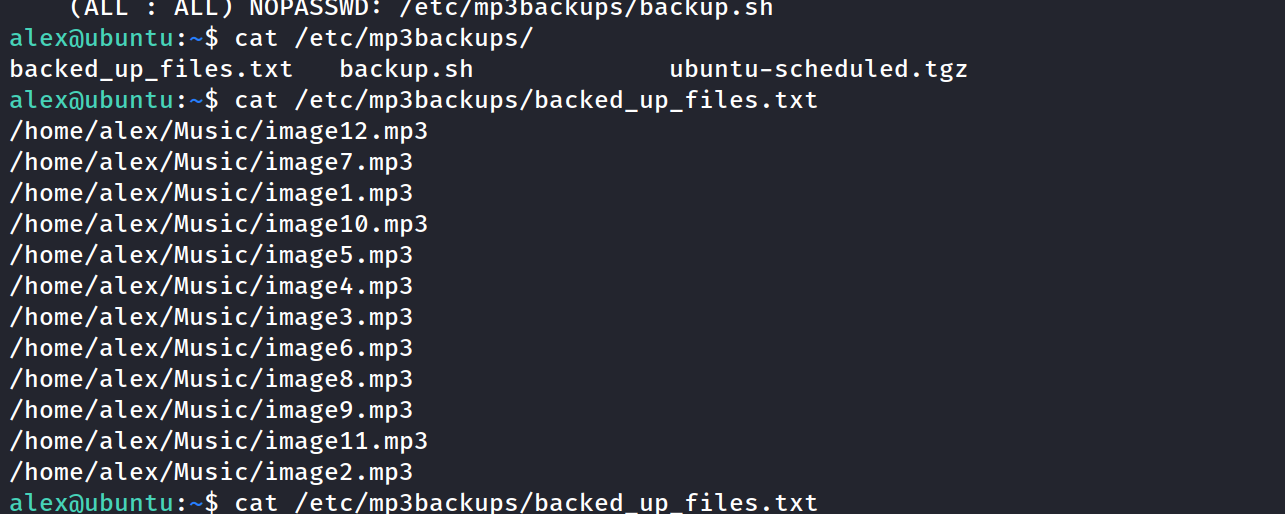 (ALL : ALL) NOPASSWD: /etc/mp3backups/backup.sh
alex@ubuntu:~$ cat /etc/mp3backups/
backed_up_files.txt   backup.sh             ubuntu-scheduled.tgz
alex@ubuntu:~$ cat /etc/mp3backups/backed_up_files.txt
/home/alex/Music/image12.mp3
/home/alex/Music/image7.mp3
/home/alex/Music/image1.mp3
/home/alex/Music/image10.mp3
/home/alex/Music/image5.mp3
/home/alex/Music/image4.mp3
/home/alex/Music/image3.mp3
/home/alex/Music/image6.mp3
/home/alex/Music/image8.mp3
/home/alex/Music/image9.mp3
/home/alex/Music/image11.mp3
/home/alex/Music/image2.mp3
alex@ubuntu:~$ cat /etc/mp3backups/backed_up_files.txt